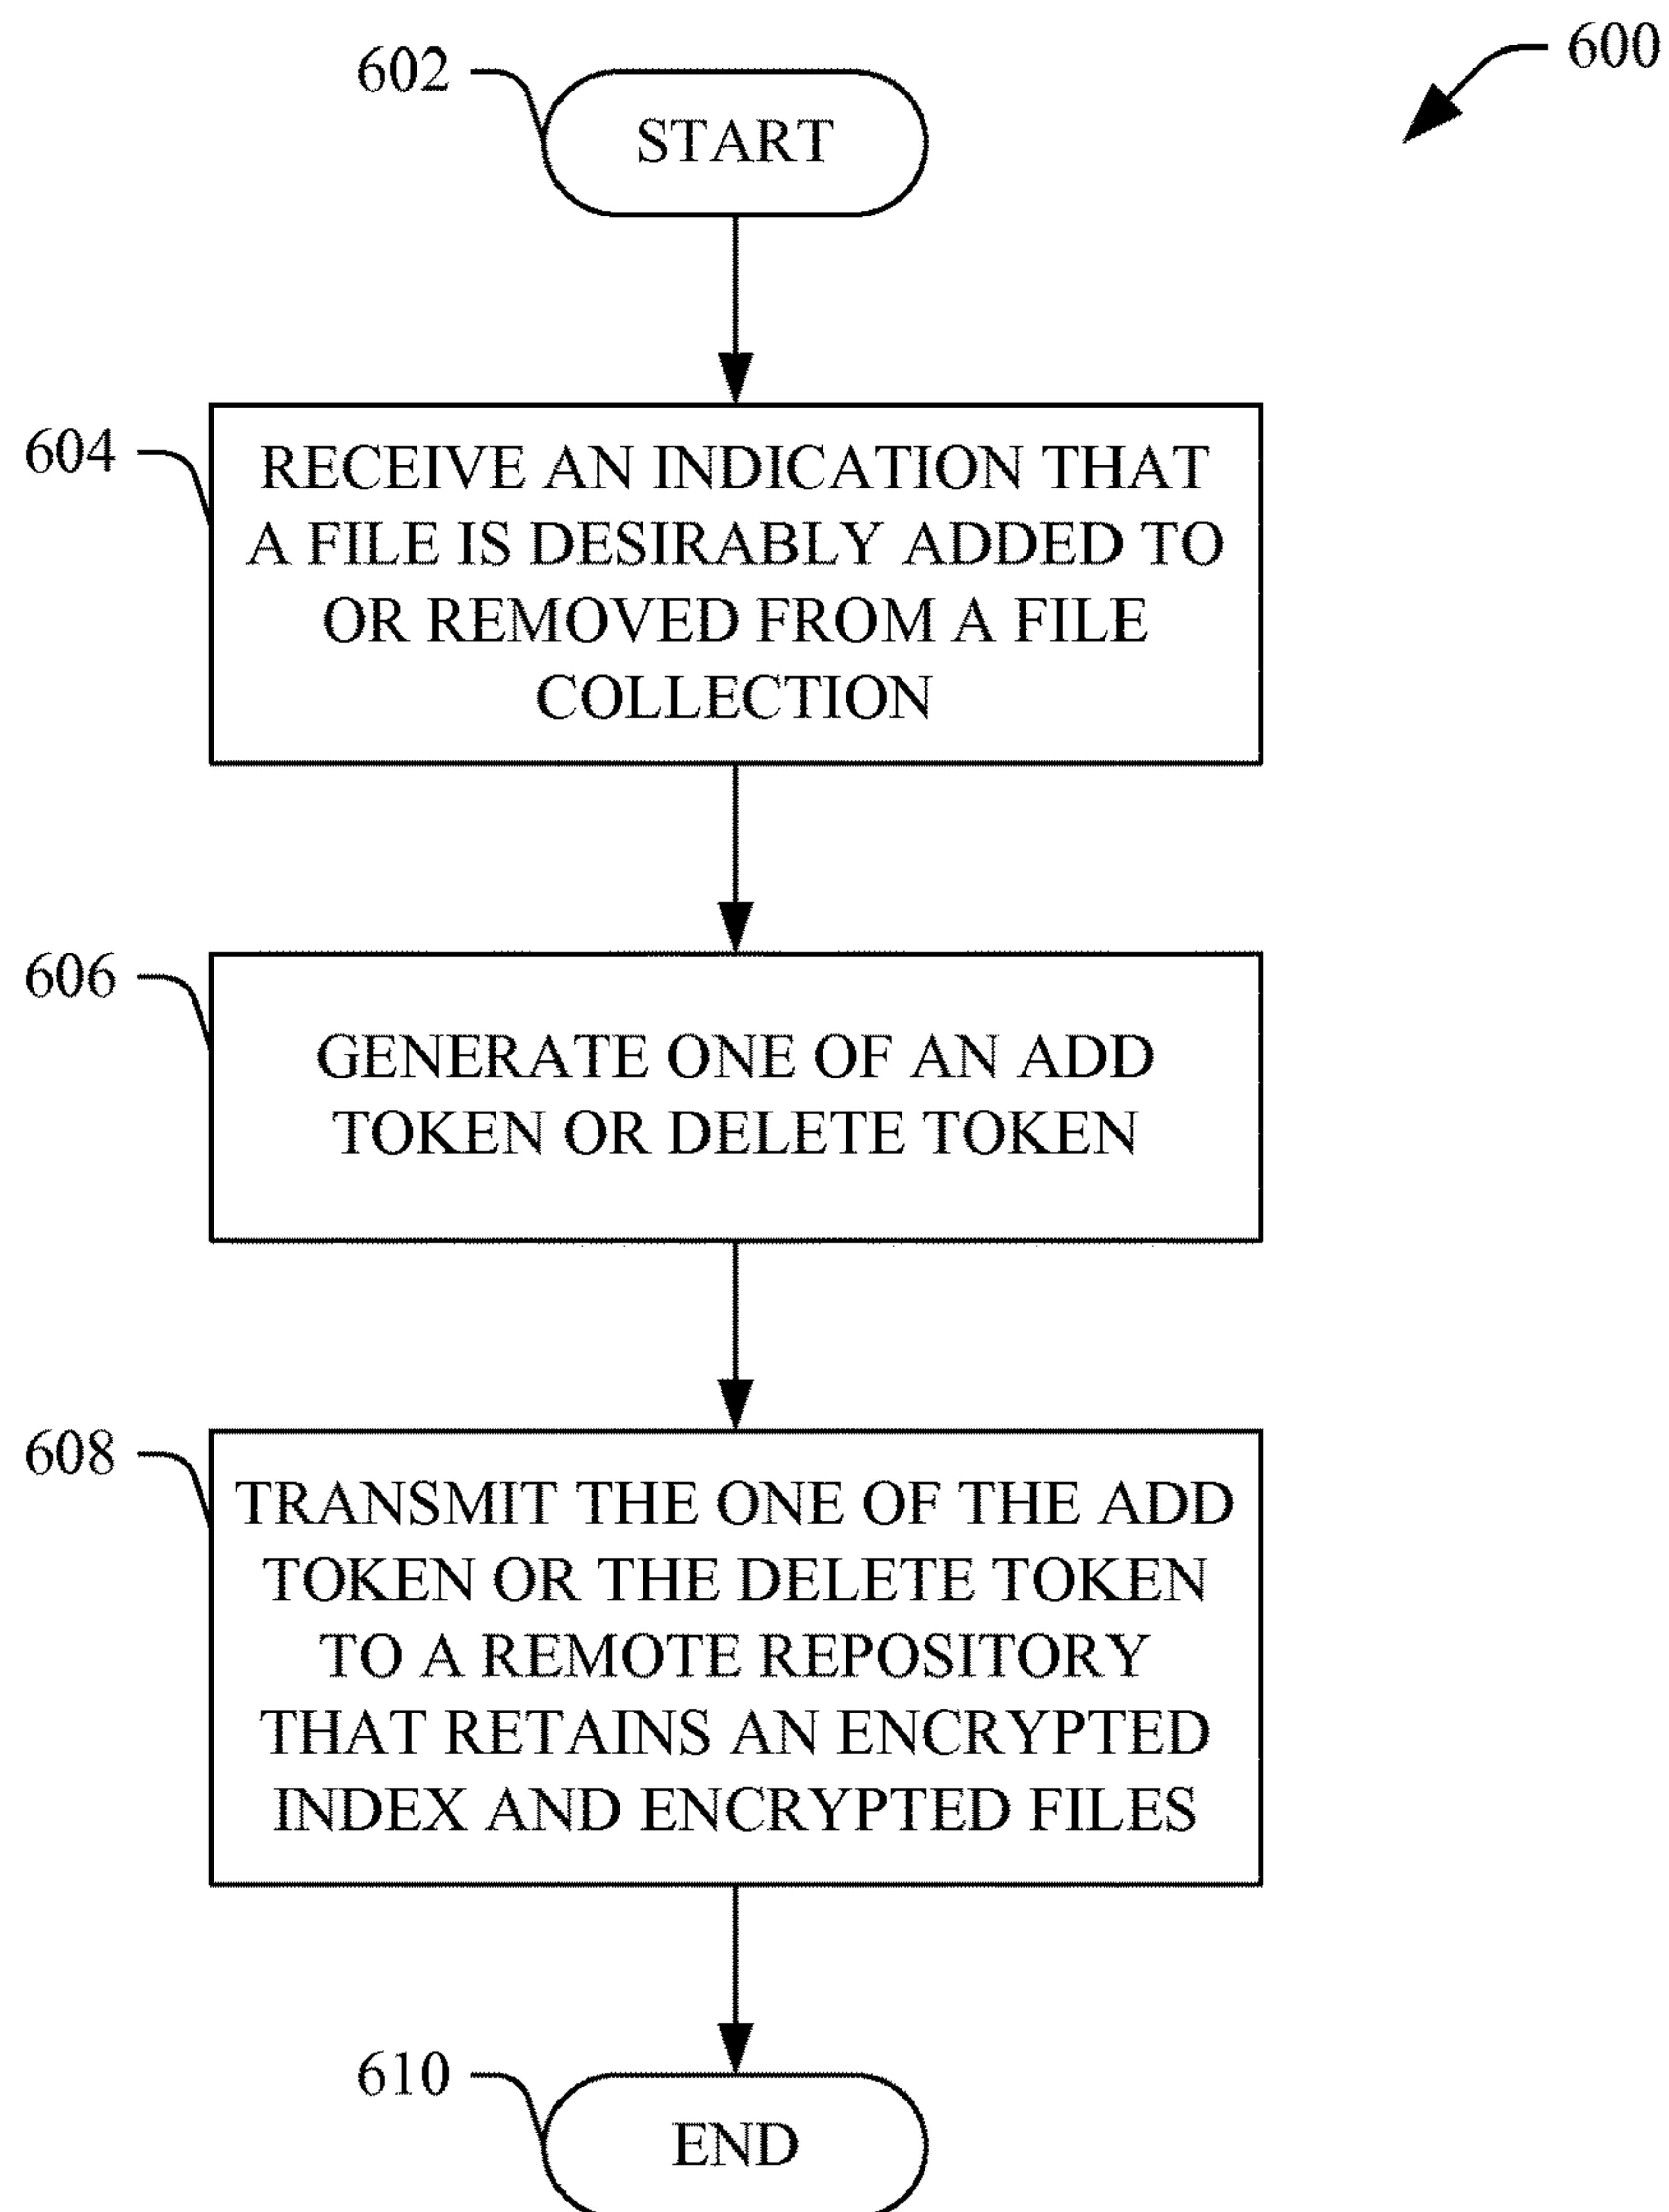 600
602
START
604
RECEIVE AN INDICATION THAT
A FILE IS DESIRABLY ADDED TO
OR REMOVED FROM A FILE
COLLECTION
606
GENERATE ONE OF AN ADD
TOKEN OR DELETE TOKEN
608
TRANSMIT THE ONE OF THE ADD
TOKEN OR THE DELETE TOKEN
TO A REMOTE REPOSITORY
THAT RETAINS AN ENCRYPTED
INDEX AND ENCRYPTED FILES
610
END